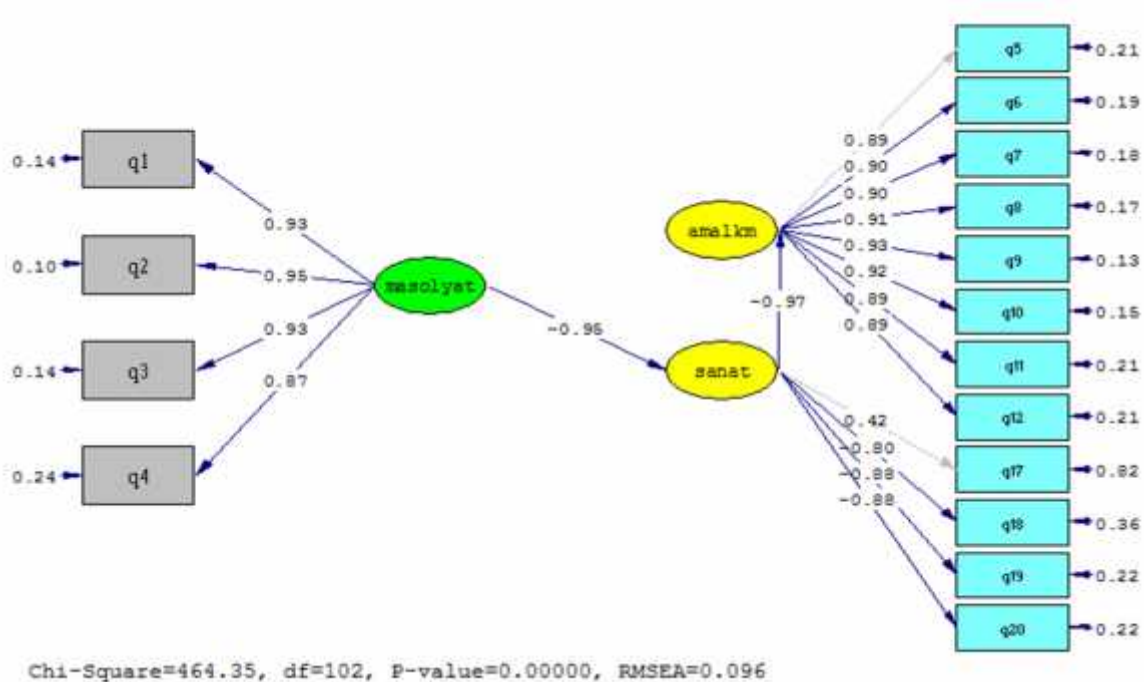 0.14
q1
0.10
q2
0.14
q3
0.24
q4
0.93
0.95
0.93
0.87
masolyat
-0.95
amalkm
-0.97
sanat
0.89
0.90
0.90
0.91
0.93
0.92
0.89
0.89
0.42
-0.80
-0.88
-0.88
q5
0.21
q6
0.19
q7
0.18
q8
0.17
q9
0.13
q10
0.15
q11
0.21
q12
0.21
q17
0.82
q18
0.36
q19
0.22
q20
0.22
Chi-Square=464.35, df=102, P-value=0.00000, RMSEA=0.096